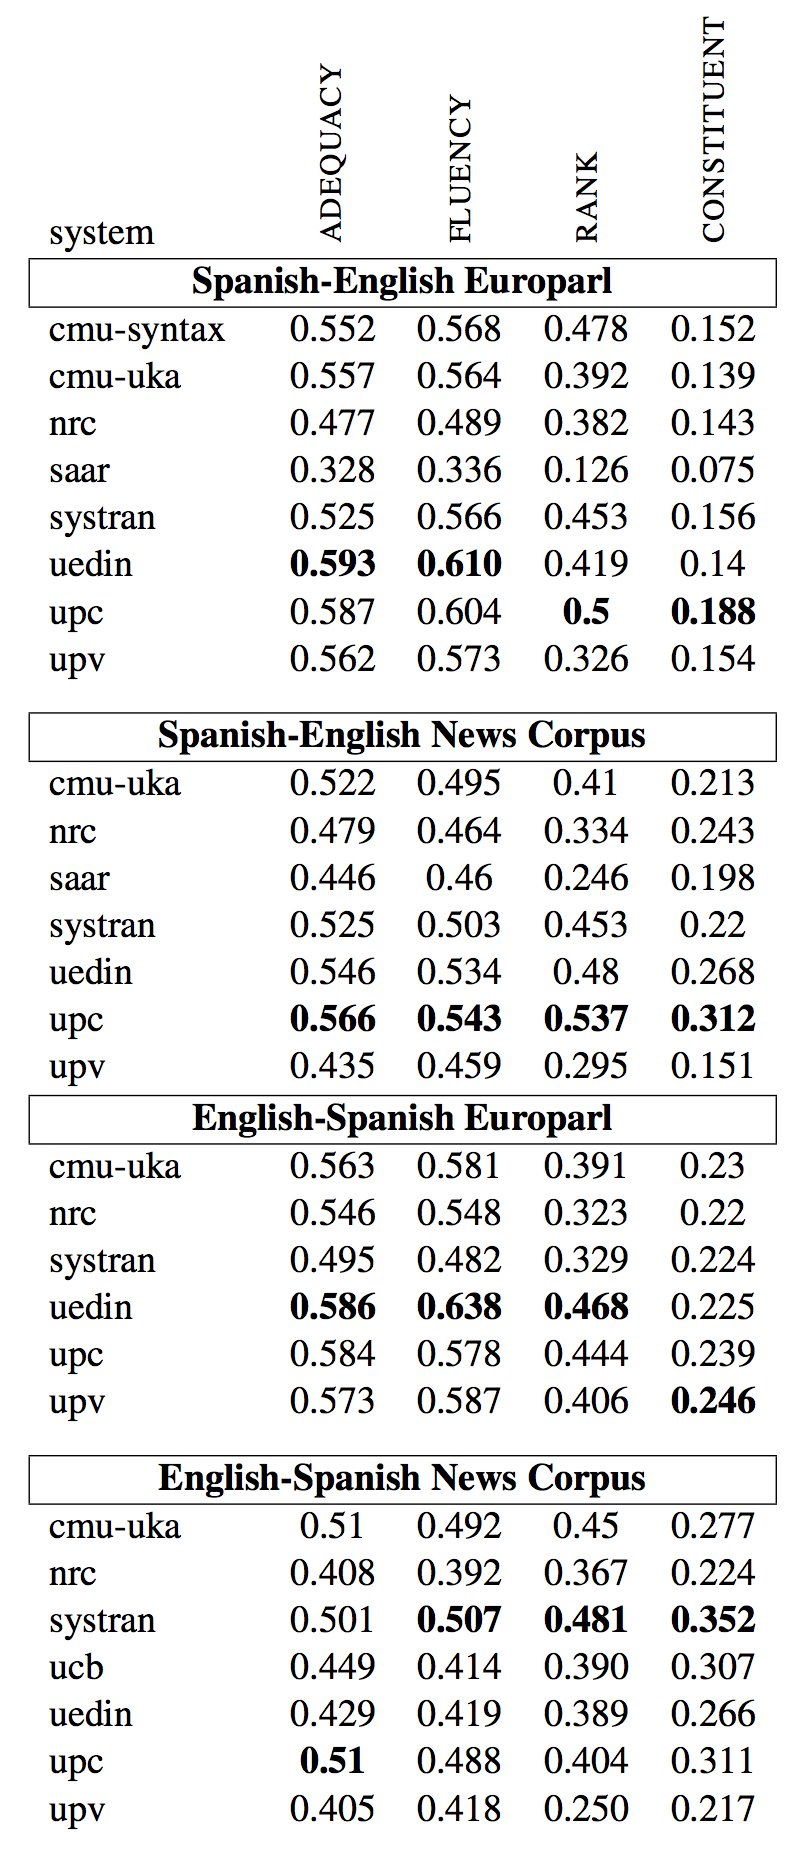 system ADEQUACY FLUENCY RANK CONSTITUENT
Spanish-English Europarl
cmu-syntax 0.552 0.568 0.478 0.152
cmu-uka 0.557 0.564 0.392 0.139
nrc 0.477 0.489 0.382 0.143
saar 0.328 0.336 0.126 0.075
systran 0.525 0.566 0.453 0.156
uedin 0.593 0.610 0.419 0.14
upc 0.587 0.604 0.5 0.188
upv 0.562 0.573 0.326 0.154
Spanish-English News Corpus
cmu-uka 0.522 0.495 0.41 0.213
nrc 0.479 0.464 0.334 0.243
saar 0.446 0.46 0.246 0.198
systran 0.525 0.503 0.453 0.22
uedin 0.546 0.534 0.48 0.268
upc 0.566 0.543 0.537 0.312
upv 0.435 0.459 0.295 0.151
English-Spanish Europarl
cmu-uka 0.563 0.581 0.391 0.23
nrc 0.546 0.548 0.323 0.22
systran 0.495 0.482 0.329 0.224
uedin 0.586 0.638 0.468 0.225
upc 0.584 0.578 0.444 0.239
upv 0.573 0.587 0.406 0.246
English-Spanish News Corpus
cmu-uka 0.51 0.492 0.45 0.277
nrc 0.408 0.392 0.367 0.224
systran 0.501 0.507 0.481 0.352
ucb 0.449 0.414 0.390 0.307
uedin 0.429 0.419 0.389 0.266
upc 0.51 0.488 0.404 0.311
upv 0.405 0.418 0.250 0.217